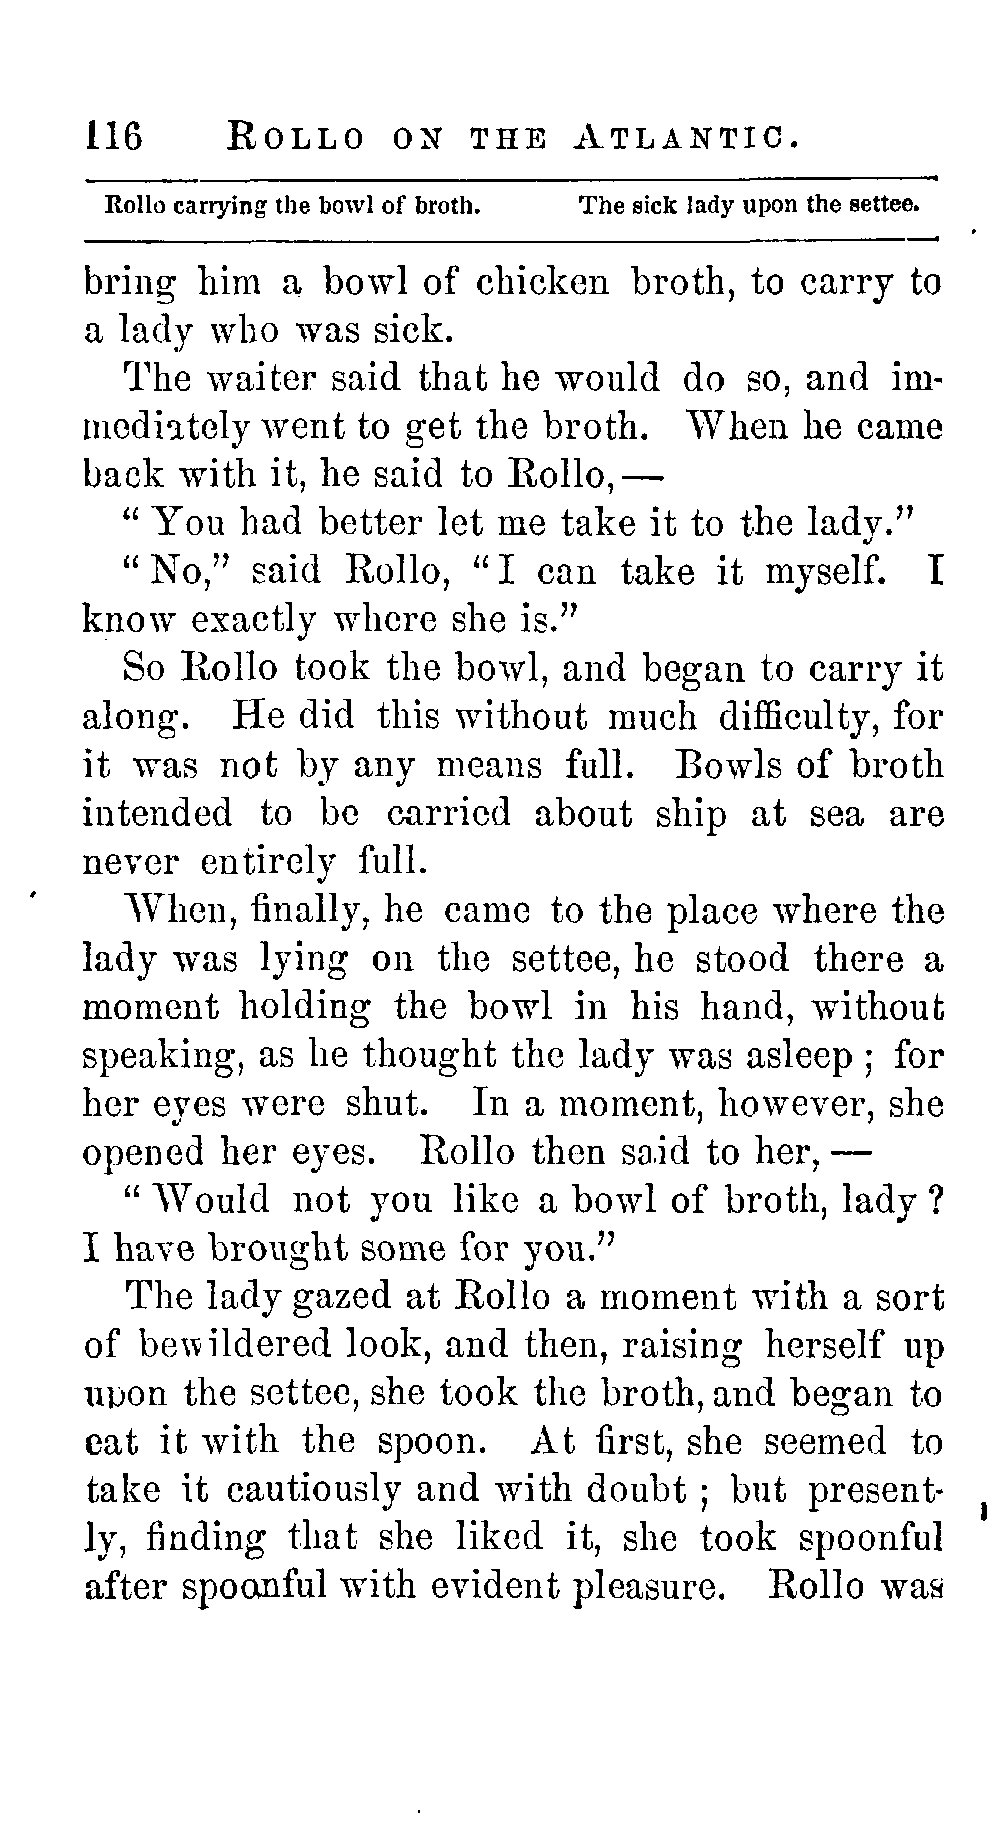 116 ROLLO ON THE ATLANTIC.
Rollo carrying the bowl of broth. The sick lady upon the settee.
bring him a bowl of chicken broth, to carry to
a lady who was sick.
The waiter said that he would do so, and im-
mediately went to get the broth. When he came
back with it, he said to Rollo,—
“ You had better let me take it to the lady.”
“ No,” said Rollo, “ I can take it myself. I
know exactly where she is.”
So Rollo took the bowl, and began to carry it
along. He did this without much difficulty, for
it was not by any means full. Bowls of broth
intended to be carried about ship at sea are
never entirely full.
When, finally, he came to the place where the
lady was lying on the settee, he stood there a
moment holding the bowl in his hand, without
speaking, as he thought the lady was asleep ; for
her eyes were shut. In a moment, however, she
opened her eyes. Rollo then said to her, —
“ Would not you like a bowl of broth, lady ?
I have brought some for you.”
The lady gazed at Rollo a moment with a sort
of bewildered look, and then, raising herself up
upon the settee, she took the broth, and began to
eat it with the spoon. At first, she seemed to
take it cautiously and with doubt ; but present-
ly, finding that she liked it, she took spoonful
after spoonful with evident pleasure. Rollo was